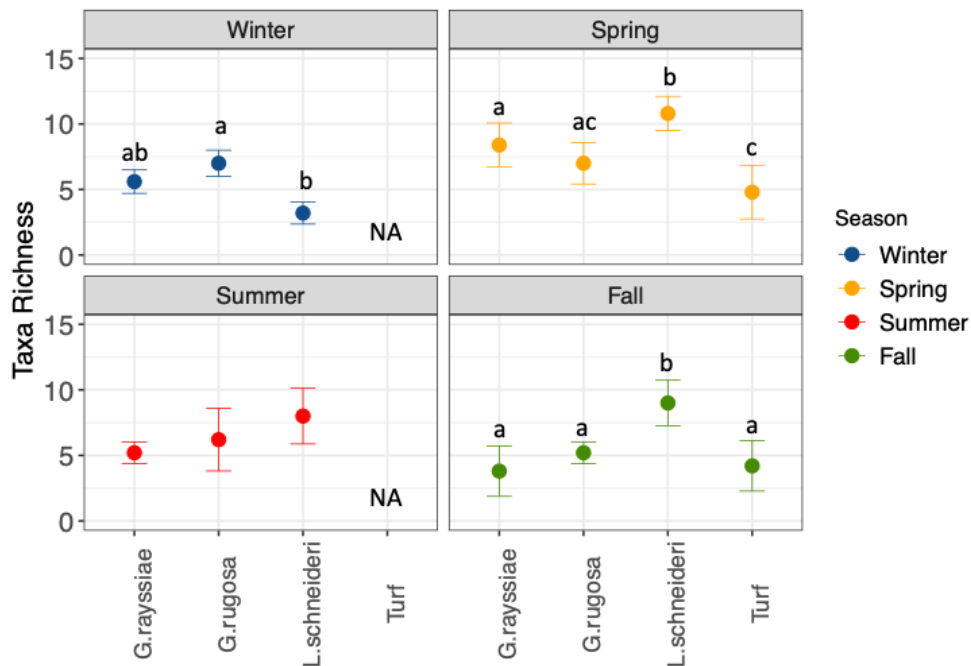 Taxa Richness
Winter
15
10
5
0
ab
a
b
NA
Spring
a
ac
b
c
Summer
15
10
5
0
NA
Fall
a
a
b
a
G.rayssiae
G.rugosa
L.schneideri
Turf
G.rayssiae
G.rugosa
L.schneideri
Turf
Season
Winter
Spring
Summer
Fall